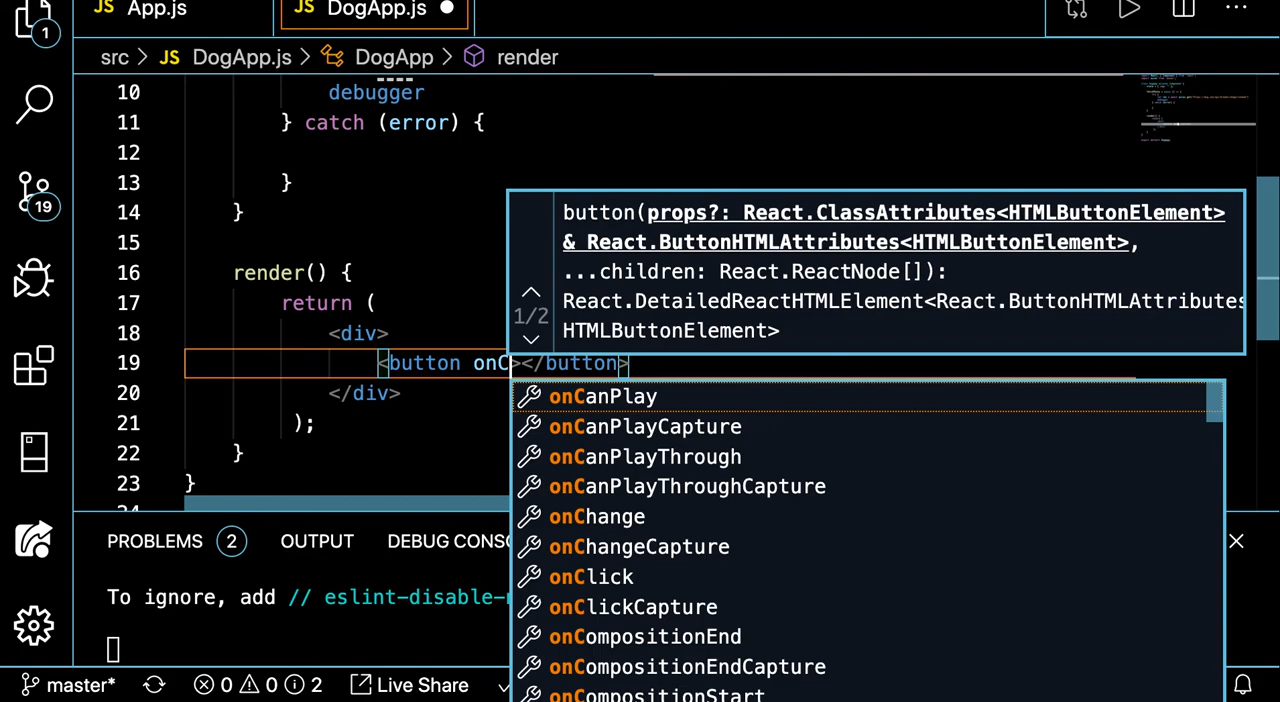 JS App.js
JS DogApp.js
1
src > JS DogApp.js > DogApp > render
10 debugger
11 } catch (error) {
12
13 }
14 }
15
16 render() {
17 return (
18 <div>
19 <button onC></button>
20 </div>
21 );
22 }
23 }
19
button(props?: React.ClassAttributes<HTMLButtonElement>
& React.ButtonHTMLAttributes<HTMLButtonElement>,
...children: React.ReactNode[]):
React.DetailedReactHTMLElement<React.ButtonHTMLAttributes
HTMLButtonElement>
1/2
onCanPlay
onCanPlayCapture
onCanPlayThrough
onCanPlayThroughCapture
onChange
onChangeCapture
onClick
onClickCapture
onCompositionEnd
onCompositionEndCapture
onCompositionStart
PROBLEMS 2 OUTPUT DEBUG CONSO
To ignore, add // eslint-disable-
master* 0 0 2 Live Share